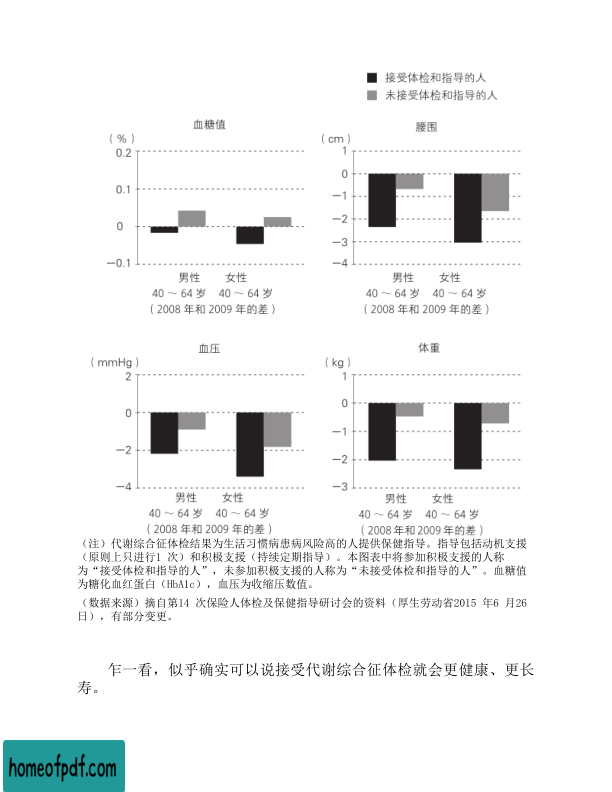 接受体检和指导的人
未接受体检和指导的人
血糖值
（%）
0.2
0.1
0
—0.1
男性 女性
40 ～ 64 岁 40 ～ 64 岁
（2008 年和 2009 年的差）
腰围
（cm）
1
0
—1
—2
—3
—4
男性 女性
40 ～ 64 岁 40 ～ 64 岁
（2008 年和 2009 年的差）
血压
（mmHg）
2
0
—2
—4
男性 女性
40 ～ 64 岁 40 ～ 64 岁
（2008 年和 2009 年的差）
体重
（kg）
1
0
—1
—2
—3
男性 女性
40 ～ 64 岁 40 ～ 64 岁
（2008 年和 2009 年的差）
（注）代谢综合征体检结果为生活习惯病患病风险高的人提供保健指导。指导包括动机支援
（原则上只进行1 次）和积极支援（持续定期指导）。本图表中将参加积极支援的人称
为“接受体检和指导的人”，未参加积极支援的人称为“未接受体检和指导的人”。血糖值
为糖化血红蛋白（HbA1c），血压为收缩压数值。
（数据来源）摘自第14 次保险人体检及保健指导研讨会的资料（厚生劳动省2015 年6 月26
日），有部分变更。
乍一看，似乎确实可以说接受代谢综合征体检就会更健康、更长
寿。
homeofpdf.com